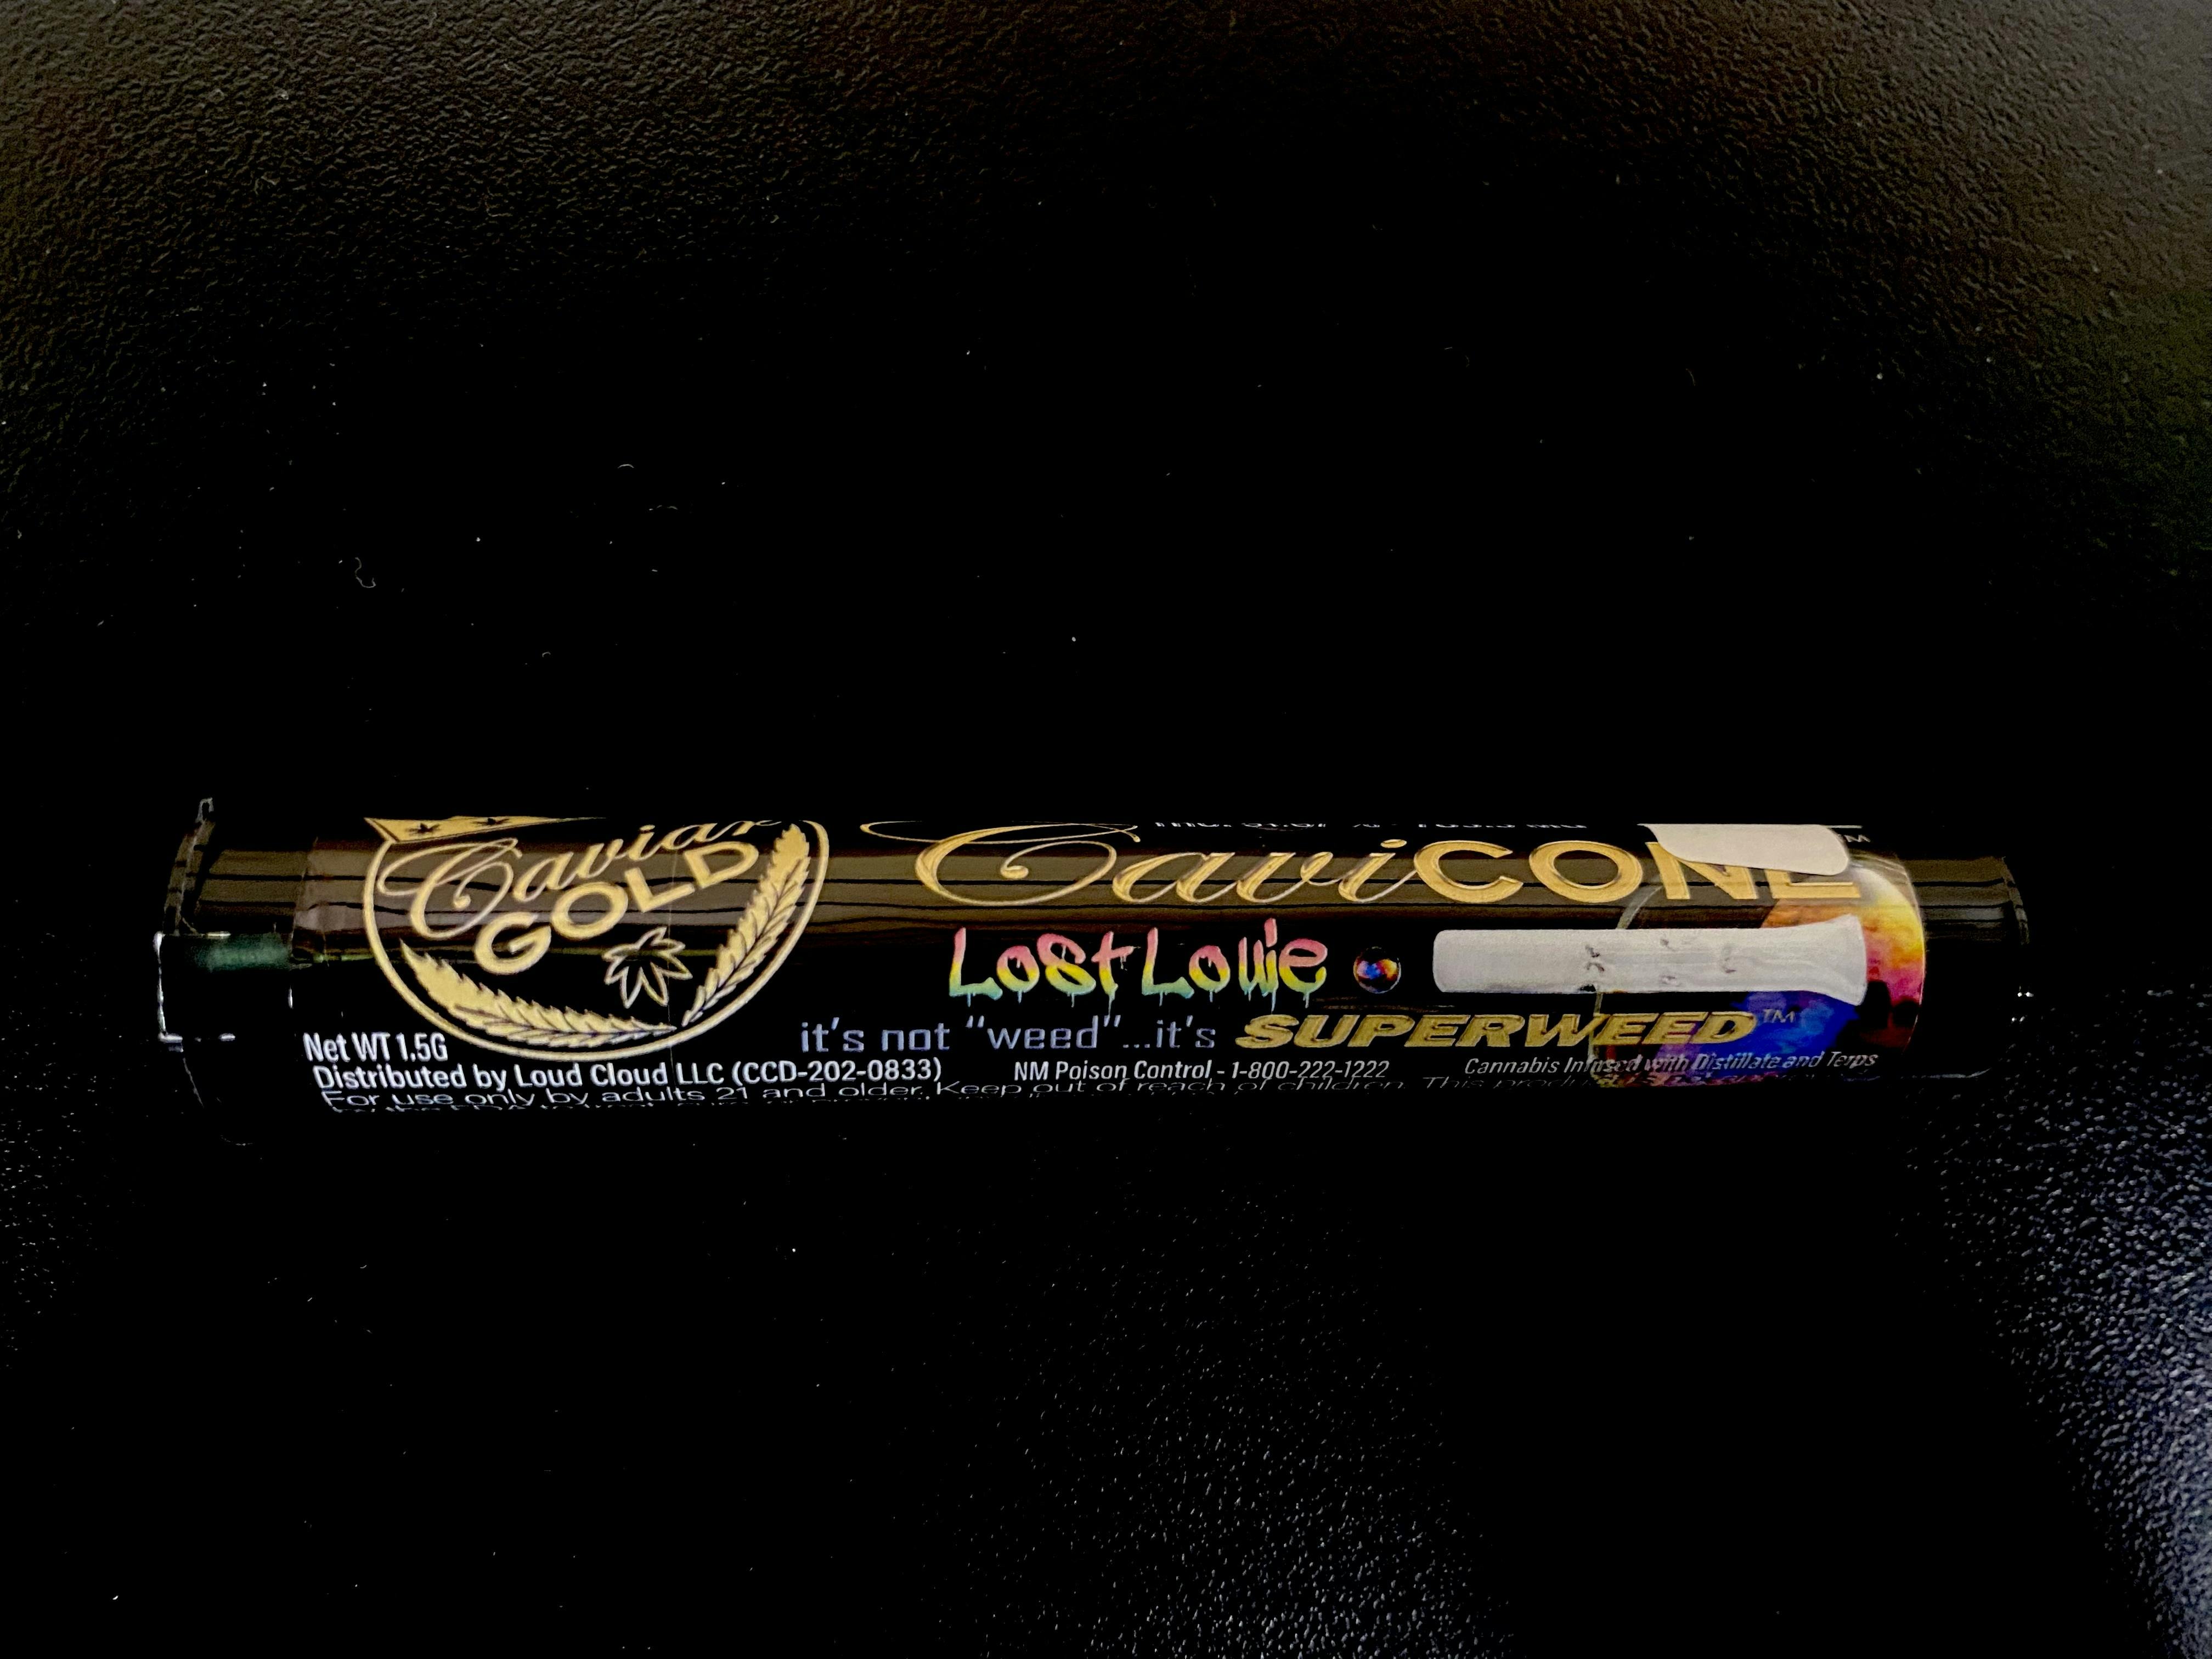 Caviar
GOLD
CaviCONE
Lost Louie
it's not "weed"...it's SUPERWEED™
Net WT 1.5G
Distributed by Loud Cloud LLC (CCD-202-0833)
NM Poison Control - 1-800-222-1222
Cannabis Infused with Distillate and Terps
For use only by adults 21 and older. Keep out of reach of children. This